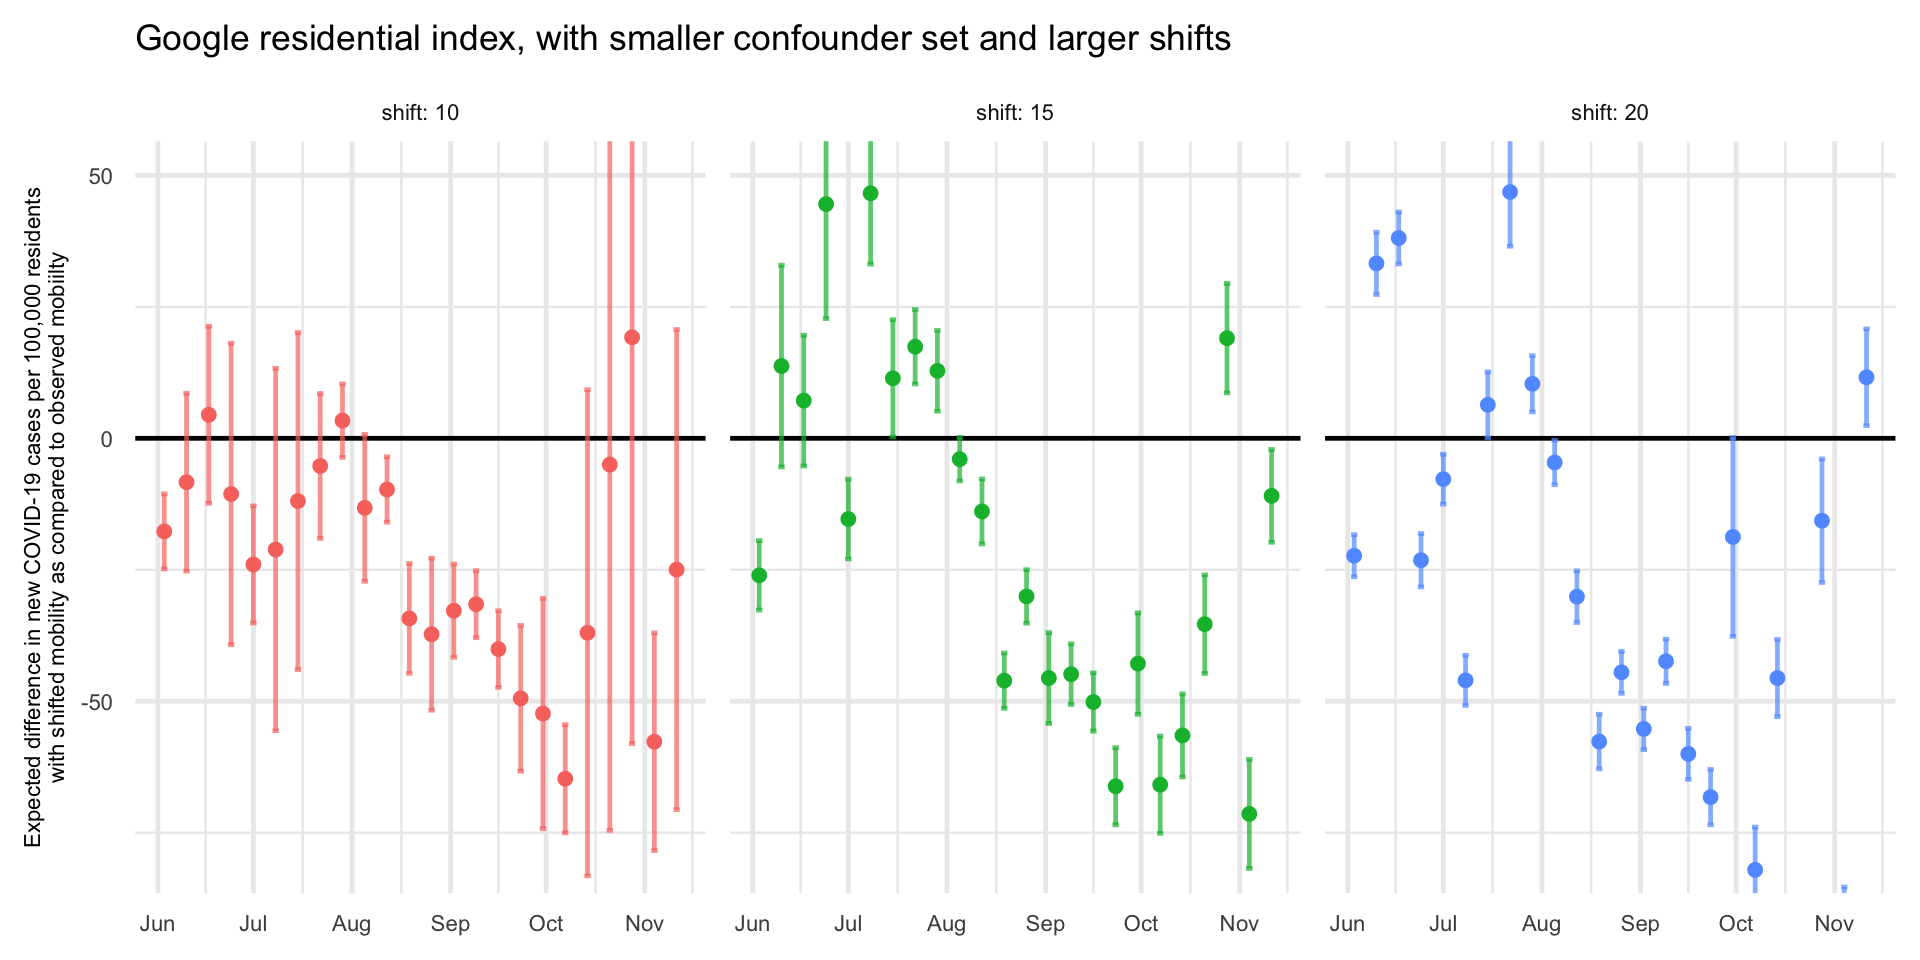 Google residential index, with smaller confounder set and larger shifts
shift: 10
shift: 15
shift: 20
Expected difference in new COVID-19 cases per 100,000 residents
with shifted mobility as compared to observed mobility
50
0
-50
Jun Jul Aug Sep Oct Nov
Jun Jul Aug Sep Oct Nov
Jun Jul Aug Sep Oct Nov